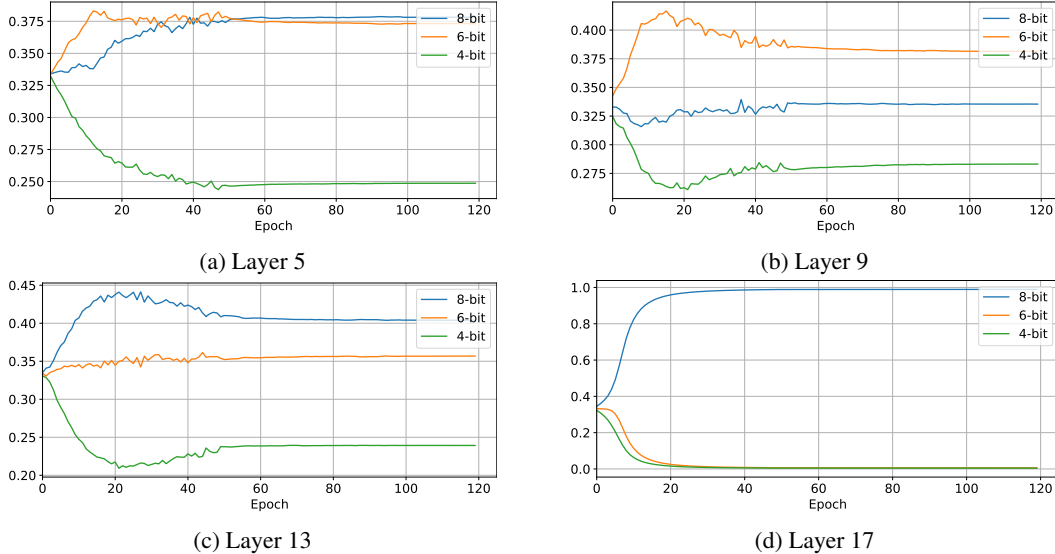 0.375
0.350
0.325
0.300
0.275
0.250
0 20 40 60 80 100 120
Epoch
8-bit
6-bit
4-bit
(a) Layer 5
0.400
0.375
0.350
0.325
0.300
0.275
0 20 40 60 80 100 120
Epoch
8-bit
6-bit
4-bit
(b) Layer 9
0.45
0.40
0.35
0.30
0.25
0.20
0 20 40 60 80 100 120
Epoch
8-bit
6-bit
4-bit
(c) Layer 13
1.0
0.8
0.6
0.4
0.2
0.0
0 20 40 60 80 100 120
Epoch
8-bit
6-bit
4-bit
(d) Layer 17